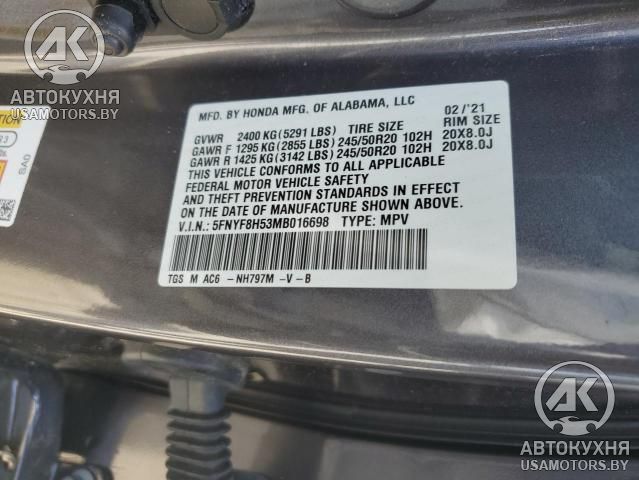 AK
АВТОКУХНЯ
USAMOTORS.BY
MFD. BY HONDA MFG. OF ALABAMA, LLC 02/'21
GVWR 2400 KG(5291 LBS) TIRE SIZE RIM SIZE
GAWR F 1295 KG(2855 LBS) 245/50R20 102H 20X8.0J
GAWR R 1425 KG(3142 LBS) 245/50R20 102H 20X8.0J
THIS VEHICLE CONFORMS TO ALL APPLICABLE
FEDERAL MOTOR VEHICLE SAFETY
AND THEFT PREVENTION STANDARDS IN EFFECT
ON THE DATE OF MANUFACTURE SHOWN ABOVE.
V.I.N.: 5FNYF8H53MB016698 TYPE: MPV
TGS M AC6 -NH797M -V -B
SA0
AK
АВТОКУХНЯ
USAMOTORS.BY